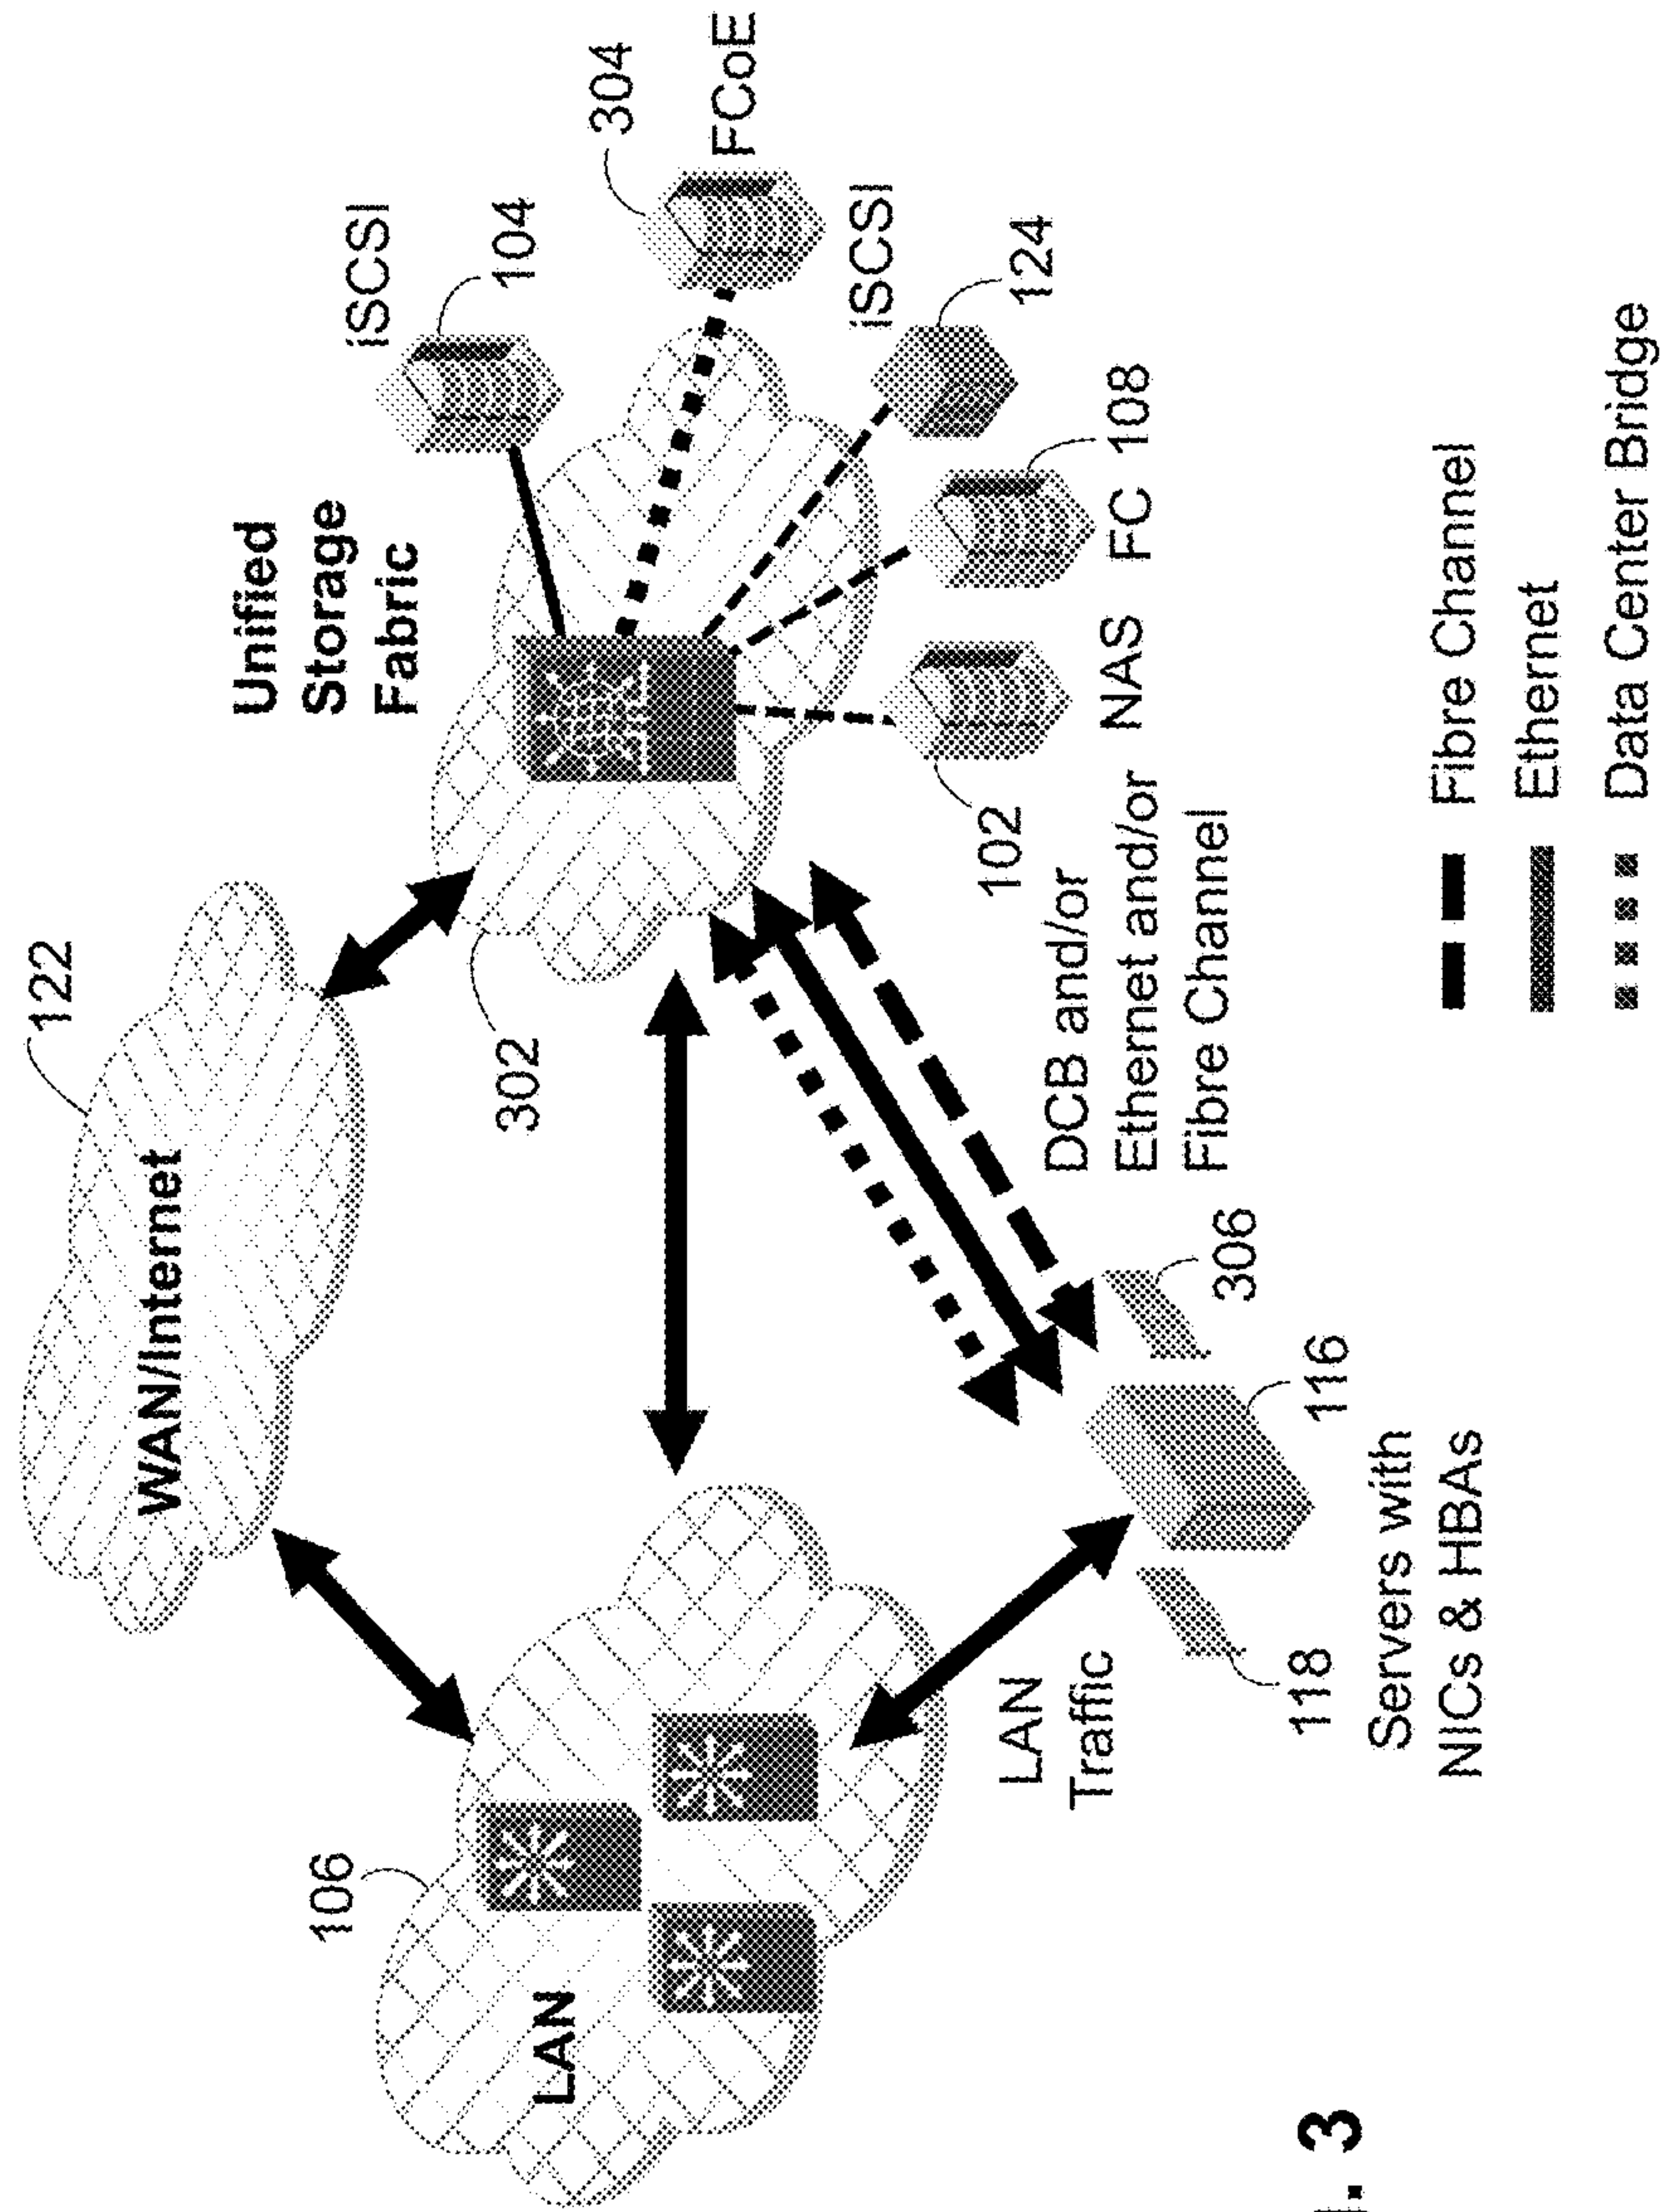 WAN/Internet
122
106
LAN
Unified
Storage
Fabric
302
iSCSI
104
304
FCoE
iSCSI
124
FC 108
NAS
102
LAN
Traffic
DCB and/or
Ethernet and/or
Fibre Channel
306
116
118
Servers with
NICs & HBAs
Fibre Channel
Ethernet
Data Center Bridge
3